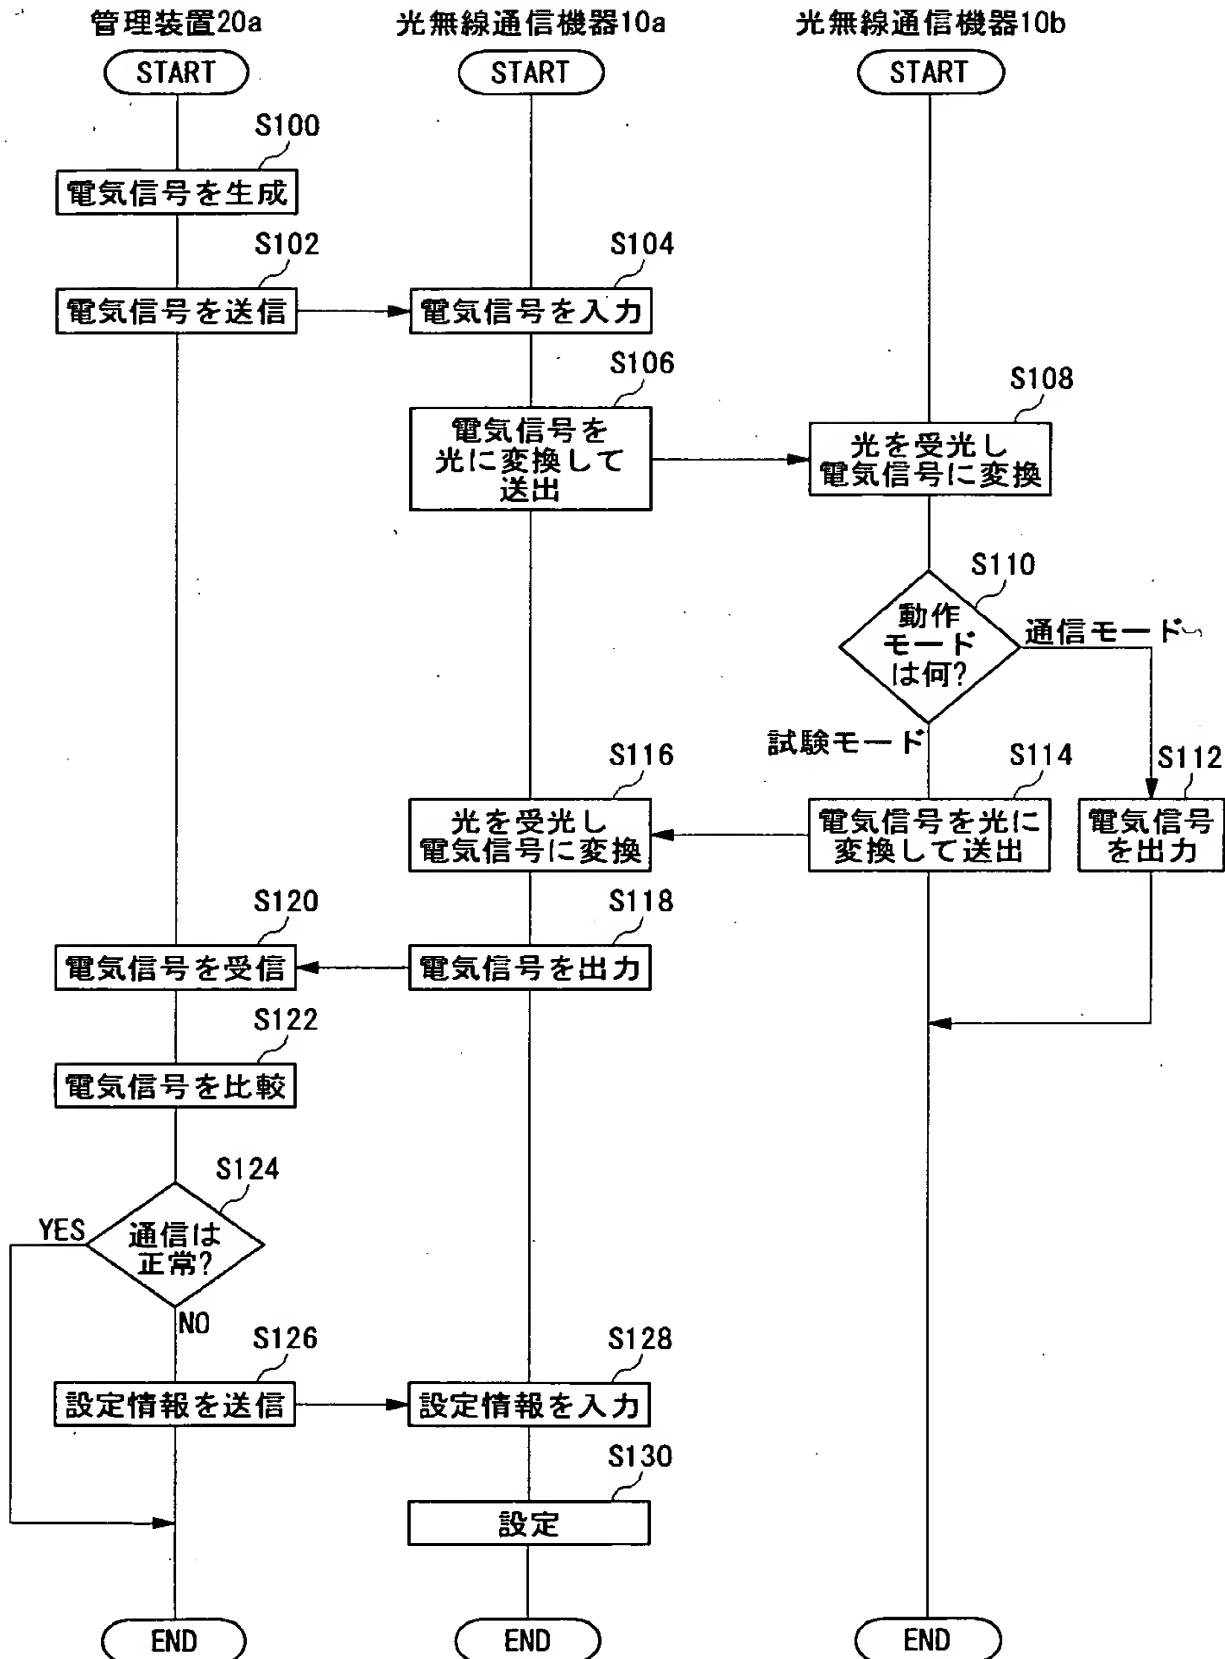 管理装置20a
光無線通信機器10a
光無線通信機器10b
START
START
START
S100
電気信号を生成
S102
電気信号を送信
S104
電気信号を入力
S106
電気信号を
光に変換して
送出
S108
光を受光し
電気信号に変換
S110
動作
モード
は何?
通信モード
試験モード
S112
電気信号
を出力
S114
電気信号を光に
変換して送出
S116
光を受光し
電気信号に変換
S118
電気信号を出力
S120
電気信号を受信
S122
電気信号を比較
S124
通信は
正常?
YES
NO
S126
設定情報を送信
S128
設定情報を入力
S130
設定
END
END
END